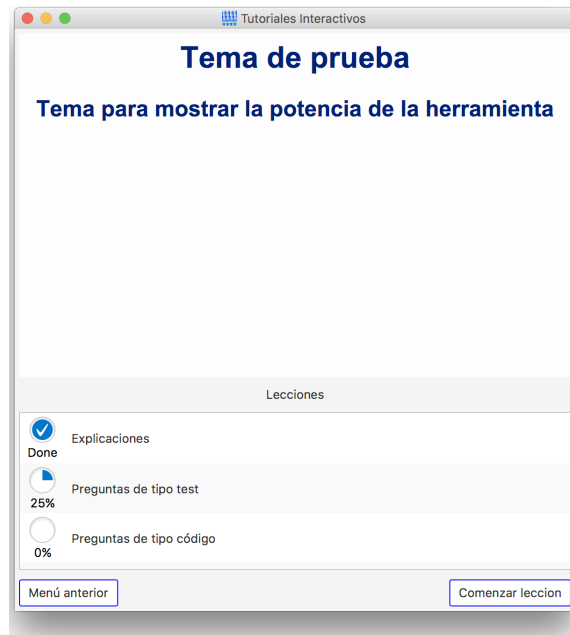 Tutoriales Interactivos
Tema de prueba
Tema para mostrar la potencia de la herramienta
Lecciones
Done
Explicaciones
25%
Preguntas de tipo test
0%
Preguntas de tipo código
Menú anterior
Comenzar leccion